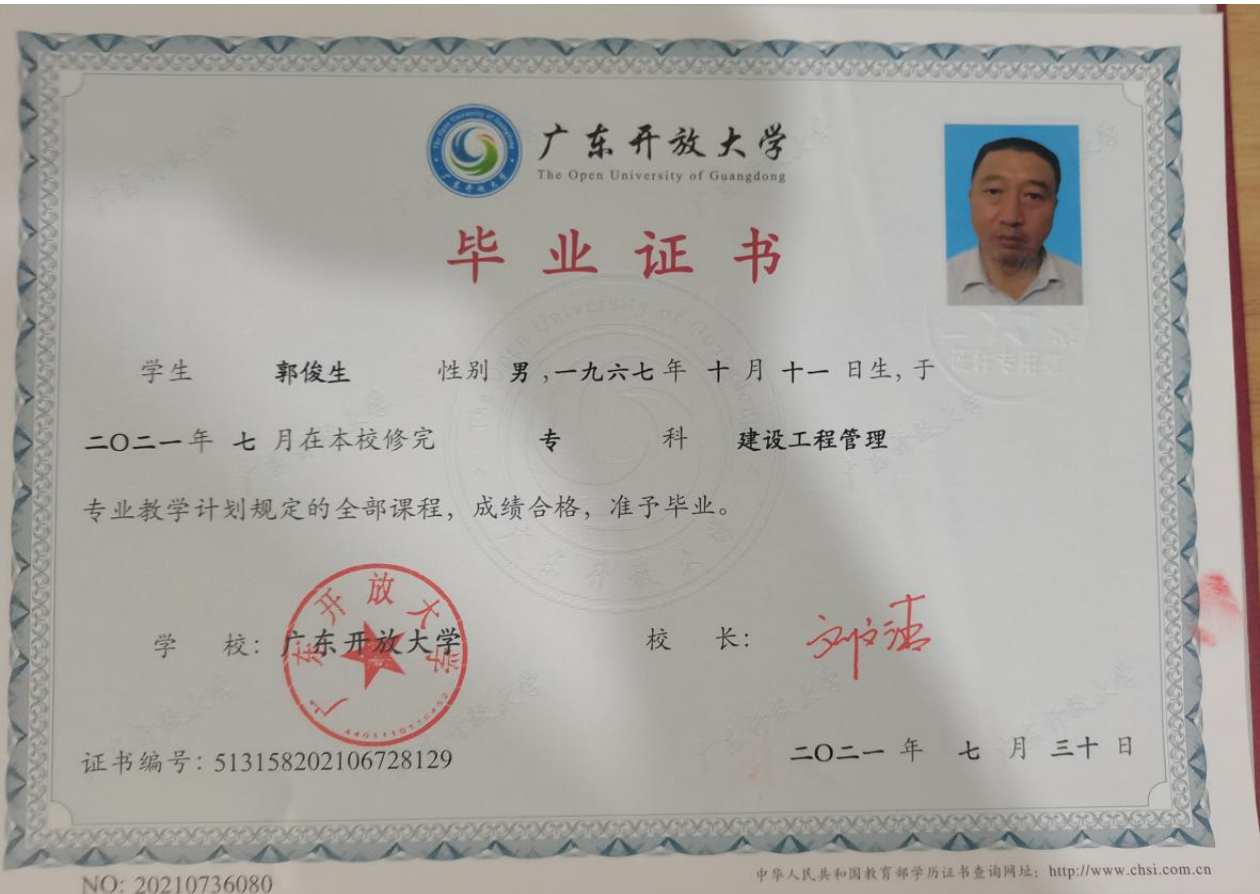 广东开放大学
The Open University of Guangdong
毕业证书
学生 郭俊生 性别 男,一九六七年 十 月 十一 日生,于
二〇二一年 七 月在本校修完 专 科 建设工程管理
专业教学计划规定的全部课程，成绩合格，准予毕业。
学 校：广东开放大学 校 长：
广东开放大学
证书编号：513158202106728129
二〇二一 年 七 月 三十 日
中华人民共和国教育部学历证书查询网址：http://www.chsi.com.cn
NO: 20210736080